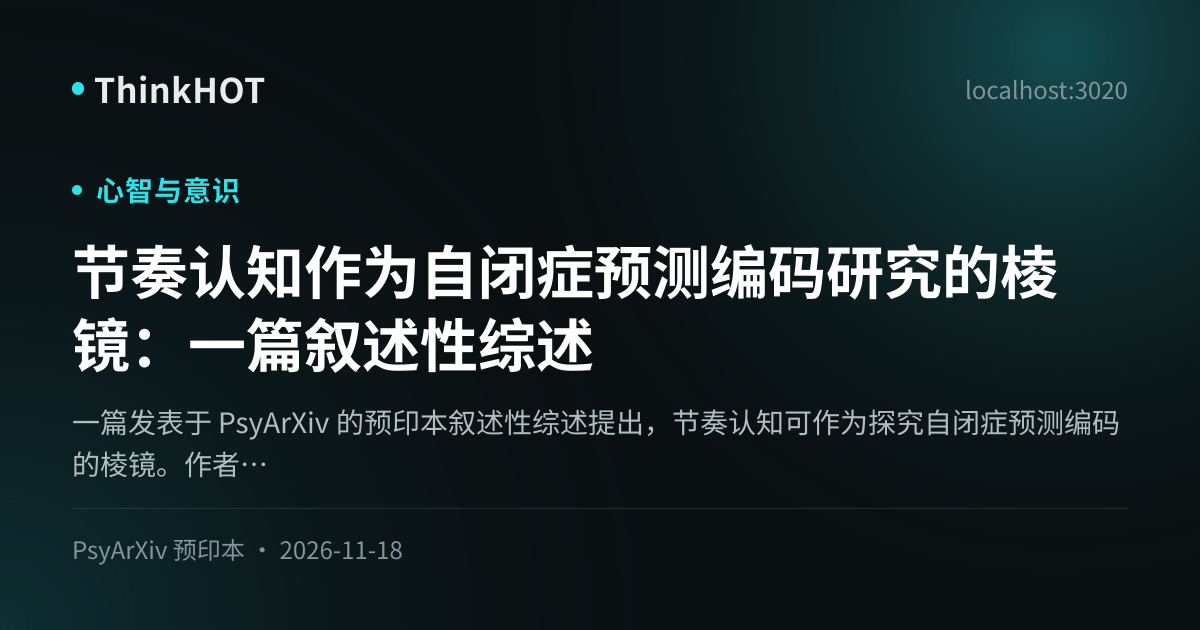 ThinkHOT
localhost:3020
心智与意识
节奏认知作为自闭症预测编码研究的棱
镜：一篇叙述性综述
一篇发表于 PsyArXiv 的预印本叙述性综述提出，节奏认知可作为探究自闭症预测编码
的棱镜。作者…
PsyArXiv 预印本 • 2026-11-18